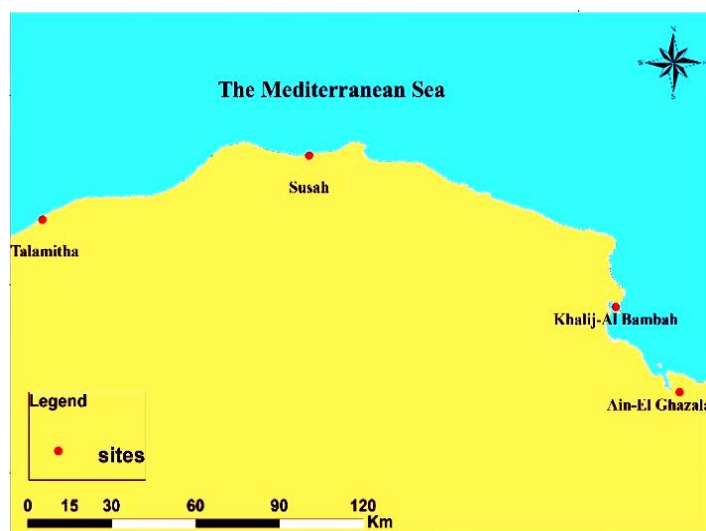 The Mediterranean Sea
N
Susah
Talamitha
Khalij-Al Bambah
Ain-El Ghazala
Legend
sites
0 15 30 60 90 120
Km